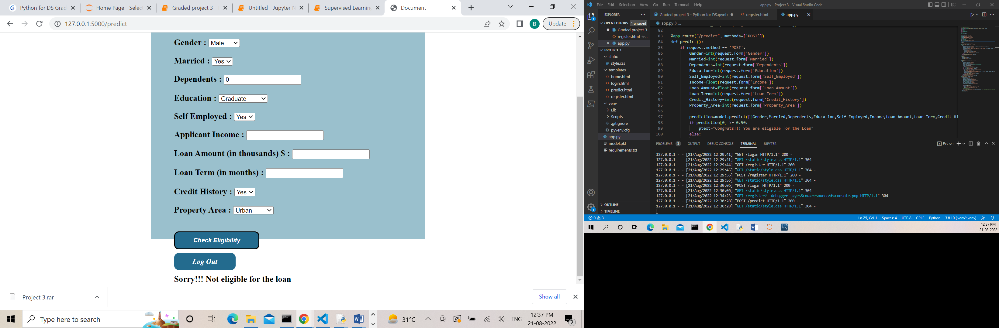 Python for DS Grad
Home Page - Select
Graded project 3 -
Untitled - Jupyter N
Supervised Learning
Document
127.0.0.1:5000/predict
B
Update
Gender : Male
Married : Yes
Dependents : 0
Education : Graduate
Self Employed : Yes
Applicant Income :
Loan Amount (in thousands) $ :
Loan Term (in months) :
Credit History : Yes
Property Area : Urban
Check Eligibility
Log Out
Sorry!!! Not eligible for the loan
Project 3.rar
Show all
Type here to search
31°C
ENG
12:37 PM
21-08-2022
2
File Edit Selection View Go Run Terminal Help
app.py - Project 3 - Visual Studio Code
EXPLORER
OPEN EDITORS 1 unsaved
Graded project 3...
register.html te...
app.py
PROJECT 3
static
style.css
templates
home.html
login.html
predict.html
register.html
venv
Lib
Scripts
.gitignore
pyvenv.cfg
app.py
model.pkl
requirements.txt
OUTLINE
TIMELINE
Graded project 3 - Python for DS.ipynb
register.html
app.py
app.py > ...
82
83 @app.route("/predict", methods=['POST'])
84 def predict():
85 if request.method == 'POST':
86 Gender=int(request.form['Gender'])
87 Married=int(request.form['Married'])
88 Dependents=int(request.form['Dependents'])
89 Education=int(request.form['Education'])
90 Self_Employed=int(request.form['Self_Employed'])
91 Income=float(request.form['Income'])
92 Loan_Amount=float(request.form['Loan_Amount'])
93 Loan_Term=int(request.form['Loan_Term'])
94 Credit_History=int(request.form['Credit_History'])
95 Property_Area=int(request.form['Property_Area'])
96
97 prediction=model.predict([[Gender,Married,Dependents,Education,Self_Employed,Income,Loan_Amount,Loan_Term,Credit_Hi
98 if prediction[0] >= 0.50:
99 ptext="Congrats!!! You are eligible for the Loan"
100 else:
PROBLEMS 3 OUTPUT DEBUG CONSOLE TERMINAL JUPYTER
Python
127.0.0.1 - - [21/Aug/2022 12:29:41] "GET /login HTTP/1.1" 200 -
127.0.0.1 - - [21/Aug/2022 12:29:41] "GET /static/style.css HTTP/1.1" 304 -
127.0.0.1 - - [21/Aug/2022 12:29:44] "GET /register HTTP/1.1" 200 -
127.0.0.1 - - [21/Aug/2022 12:29:45] "GET /static/style.css HTTP/1.1" 304 -
127.0.0.1 - - [21/Aug/2022 12:29:56] "POST /register HTTP/1.1" 200 -
127.0.0.1 - - [21/Aug/2022 12:29:56] "GET /static/style.css HTTP/1.1" 304 -
127.0.0.1 - - [21/Aug/2022 12:30:06] "POST /login HTTP/1.1" 200 -
127.0.0.1 - - [21/Aug/2022 12:30:06] "GET /static/style.css HTTP/1.1" 304 -
127.0.0.1 - - [21/Aug/2022 12:34:23] "GET /register?__debugger__=yes&cmd=resource&f=console.png HTTP/1.1" 304 -
127.0.0.1 - - [21/Aug/2022 12:36:28] "POST /predict HTTP/1.1" 200 -
127.0.0.1 - - [21/Aug/2022 12:36:28] "GET /static/style.css HTTP/1.1" 304 -
0 3
Ln 25, Col 1 Spaces: 4 UTF-8 CRLF Python 3.8.10 ('venv': venv)
12:37 PM
21-08-2022